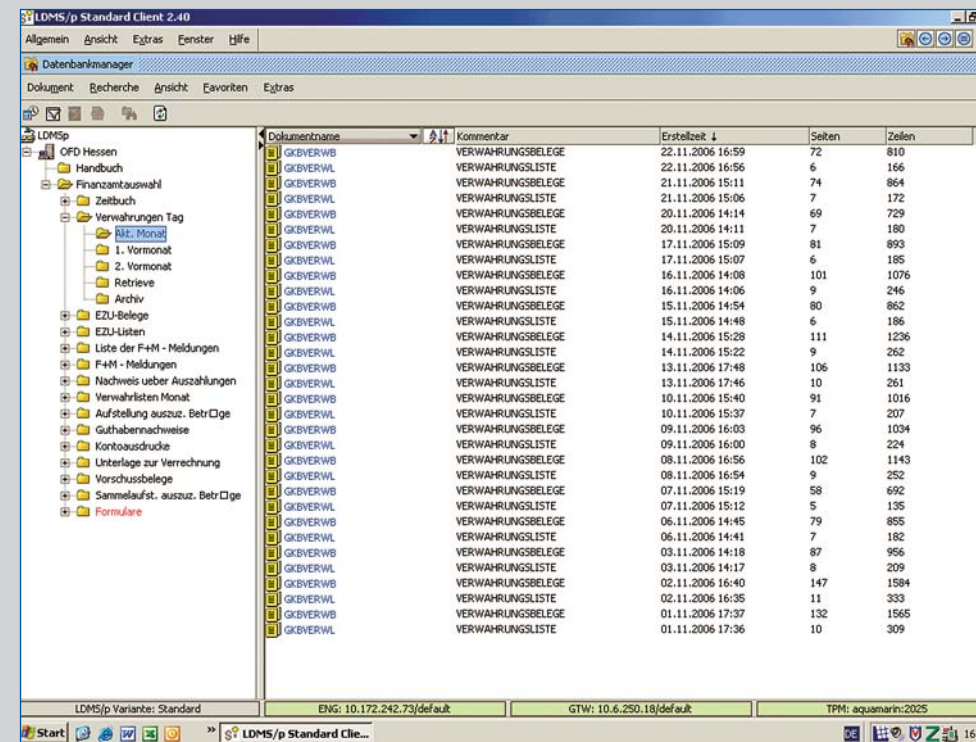 LDMS/p Standard Client 2.40
Allgemein Ansicht Extras Fenster Hilfe
Datenbankmanager
Dokument Recherche Ansicht Favoriten Extras
LDMSp
OFD Hessen
Handbuch
Finanzamtauswahl
Zeitbuch
Verwahrungen Tag
Akt. Monat
1. Vormonat
2. Vormonat
Retrieve
Archiv
EZU-Belege
EZU-Listen
Liste der F+M - Meldungen
F+M - Meldungen
Nachweis ueber Auszahlungen
Verwahrlisten Monat
Aufstellung auszuz. Betr□ge
Guthabennachweise
Kontoausdrucke
Unterlage zur Verrechnung
Vorschussbelege
Sammelaufst. auszuz. Betr□ge
Formulare
Dokumentname Kommentar Erstellzeit ↓ Seiten Zeilen
GKBVERWB VERWAHRUNGSBELEGE 22.11.2006 16:59 72 810
GKBVERWL VERWAHRUNGSLISTE 22.11.2006 16:56 6 166
GKBVERWB VERWAHRUNGSBELEGE 21.11.2006 15:11 74 864
GKBVERWL VERWAHRUNGSLISTE 21.11.2006 15:06 7 172
GKBVERWB VERWAHRUNGSBELEGE 20.11.2006 14:14 69 729
GKBVERWL VERWAHRUNGSLISTE 20.11.2006 14:11 7 180
GKBVERWB VERWAHRUNGSBELEGE 17.11.2006 15:09 81 893
GKBVERWL VERWAHRUNGSLISTE 17.11.2006 15:07 6 185
GKBVERWB VERWAHRUNGSBELEGE 16.11.2006 14:08 101 1076
GKBVERWL VERWAHRUNGSLISTE 16.11.2006 14:06 9 246
GKBVERWB VERWAHRUNGSBELEGE 15.11.2006 14:54 80 862
GKBVERWL VERWAHRUNGSLISTE 15.11.2006 14:48 6 186
GKBVERWB VERWAHRUNGSBELEGE 14.11.2006 15:28 111 1236
GKBVERWL VERWAHRUNGSLISTE 14.11.2006 15:22 9 262
GKBVERWB VERWAHRUNGSBELEGE 13.11.2006 17:48 106 1133
GKBVERWL VERWAHRUNGSLISTE 13.11.2006 17:46 10 261
GKBVERWB VERWAHRUNGSBELEGE 10.11.2006 15:40 91 1016
GKBVERWL VERWAHRUNGSLISTE 10.11.2006 15:37 7 207
GKBVERWB VERWAHRUNGSBELEGE 09.11.2006 16:03 96 1034
GKBVERWL VERWAHRUNGSLISTE 09.11.2006 16:00 8 224
GKBVERWB VERWAHRUNGSBELEGE 08.11.2006 16:56 102 1143
GKBVERWL VERWAHRUNGSLISTE 08.11.2006 16:54 9 252
GKBVERWB VERWAHRUNGSBELEGE 07.11.2006 15:19 58 692
GKBVERWL VERWAHRUNGSLISTE 07.11.2006 15:12 5 135
GKBVERWB VERWAHRUNGSBELEGE 06.11.2006 14:45 79 855
GKBVERWL VERWAHRUNGSLISTE 06.11.2006 14:41 7 182
GKBVERWB VERWAHRUNGSBELEGE 03.11.2006 14:18 87 956
GKBVERWL VERWAHRUNGSLISTE 03.11.2006 14:17 8 209
GKBVERWB VERWAHRUNGSBELEGE 02.11.2006 16:40 147 1584
GKBVERWL VERWAHRUNGSLISTE 02.11.2006 16:35 11 333
GKBVERWB VERWAHRUNGSBELEGE 01.11.2006 17:37 132 1565
GKBVERWL VERWAHRUNGSLISTE 01.11.2006 17:36 10 309
LDMS/p Variante: Standard ENG: 10.172.242.73/default GTW: 10.6.250.18/default TPM: aquamarin:2025
Start » LDMS/p Standard Clie... DE 16